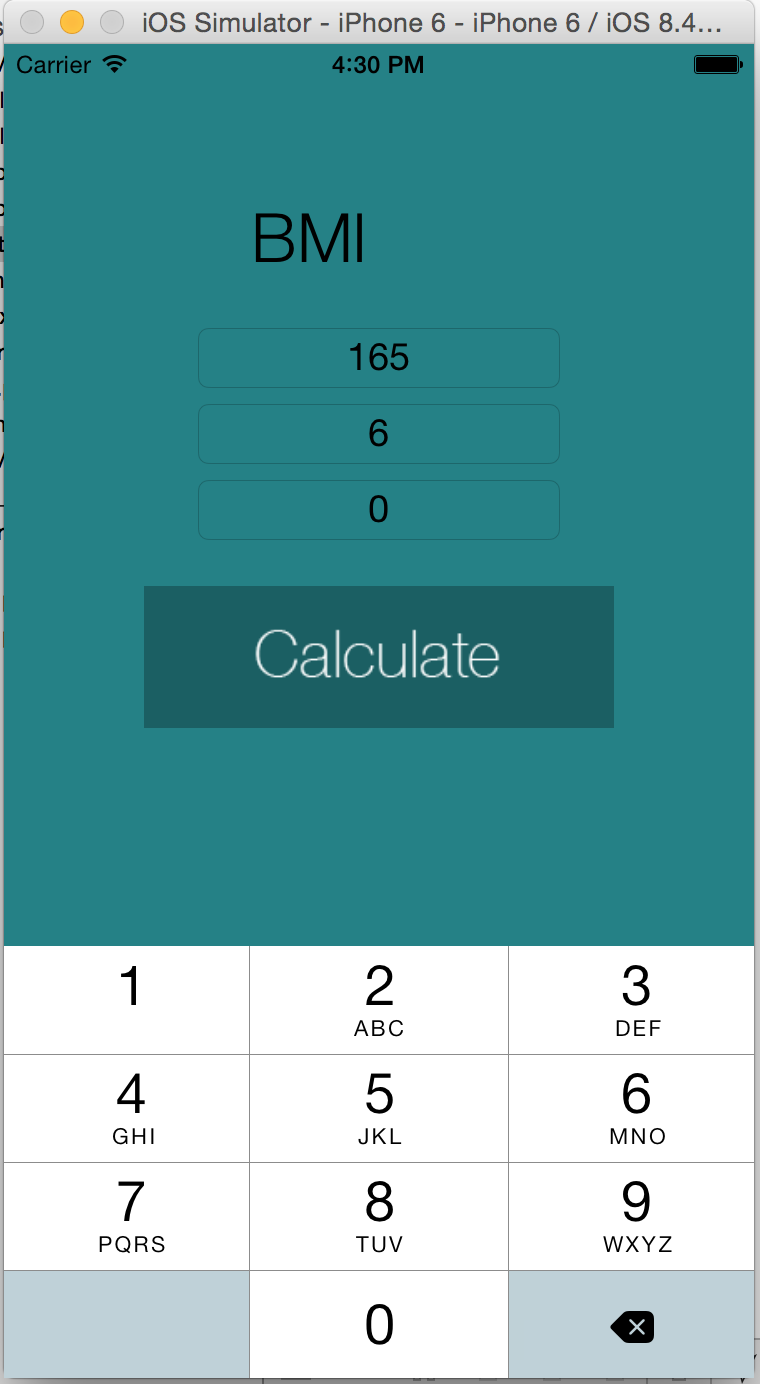 iOS Simulator - iPhone 6 - iPhone 6 / iOS 8.4...
Carrier 4:30 PM
BMI
165
6
0
Calculate
1 2 3
ABC DEF
4 5 6
GHI JKL MNO
7 8 9
PQRS TUV WXYZ
0